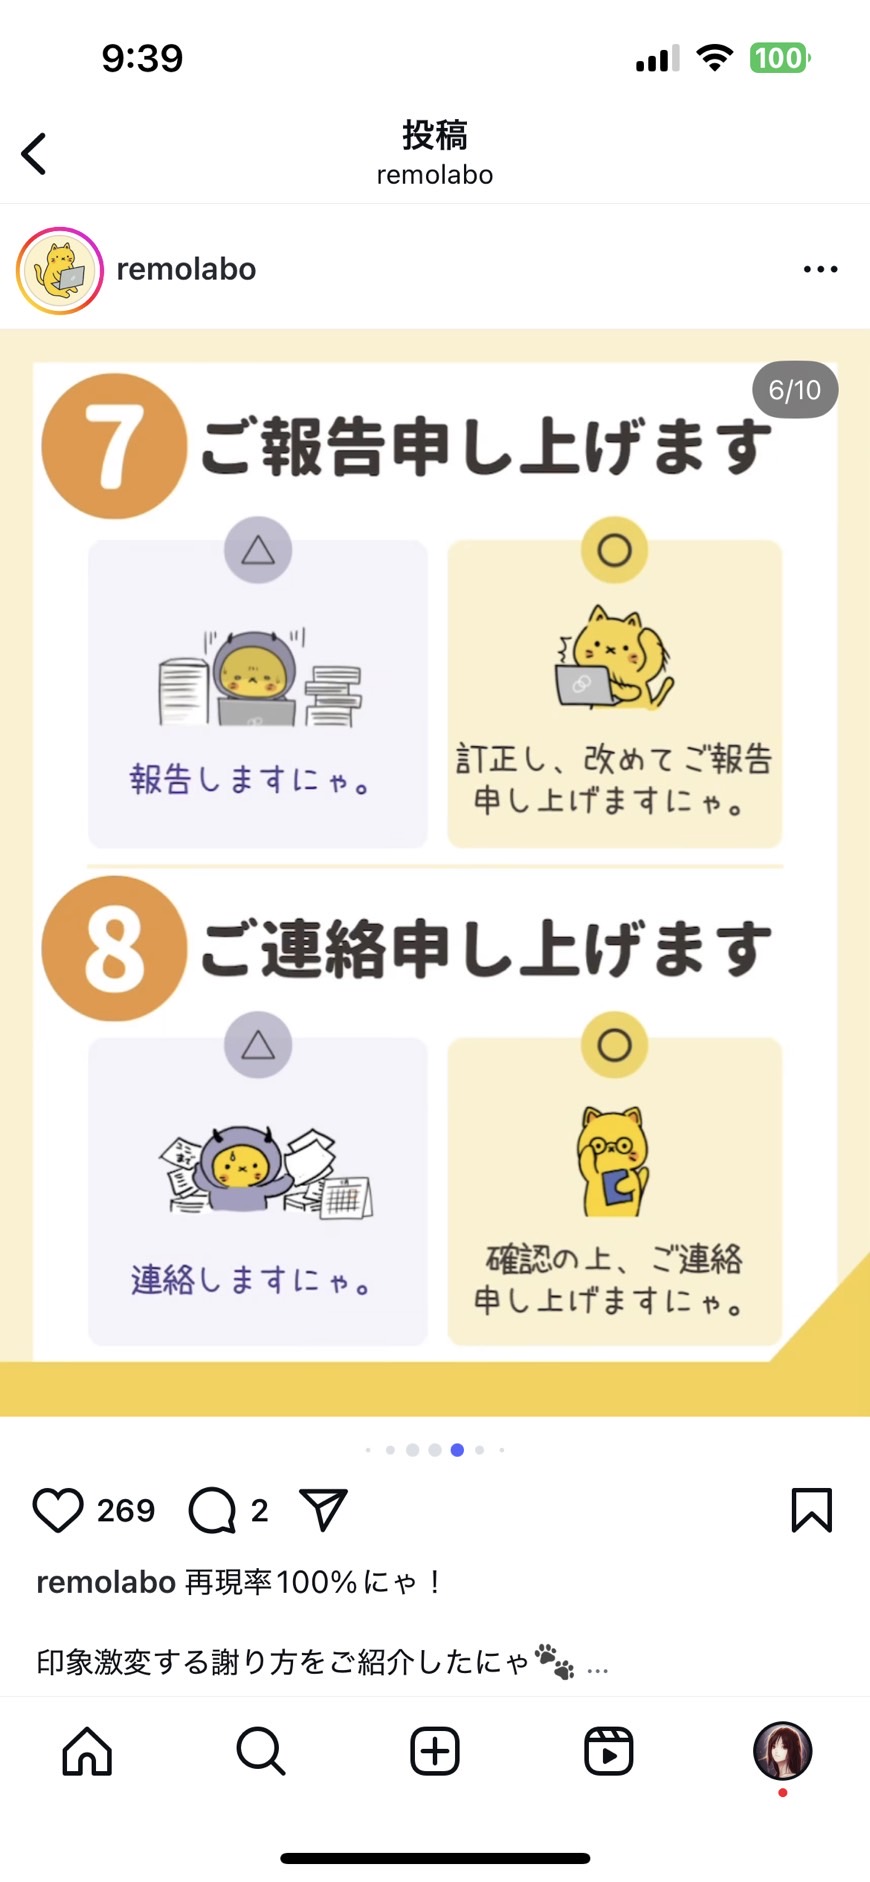 9:39
100
投稿
remolabo
remolabo
6/10
7
ご報告申し上げます
△
○
報告しますにゃ。
訂正し、改めてご報告
申し上げますにゃ。
8
ご連絡申し上げます
△
○
ここまで
連絡しますにゃ。
確認の上、ご連絡
申し上げますにゃ。
269
2
remolabo 再現率100%にゃ！
印象激変する謝り方をご紹介したにゃ🐾 ...